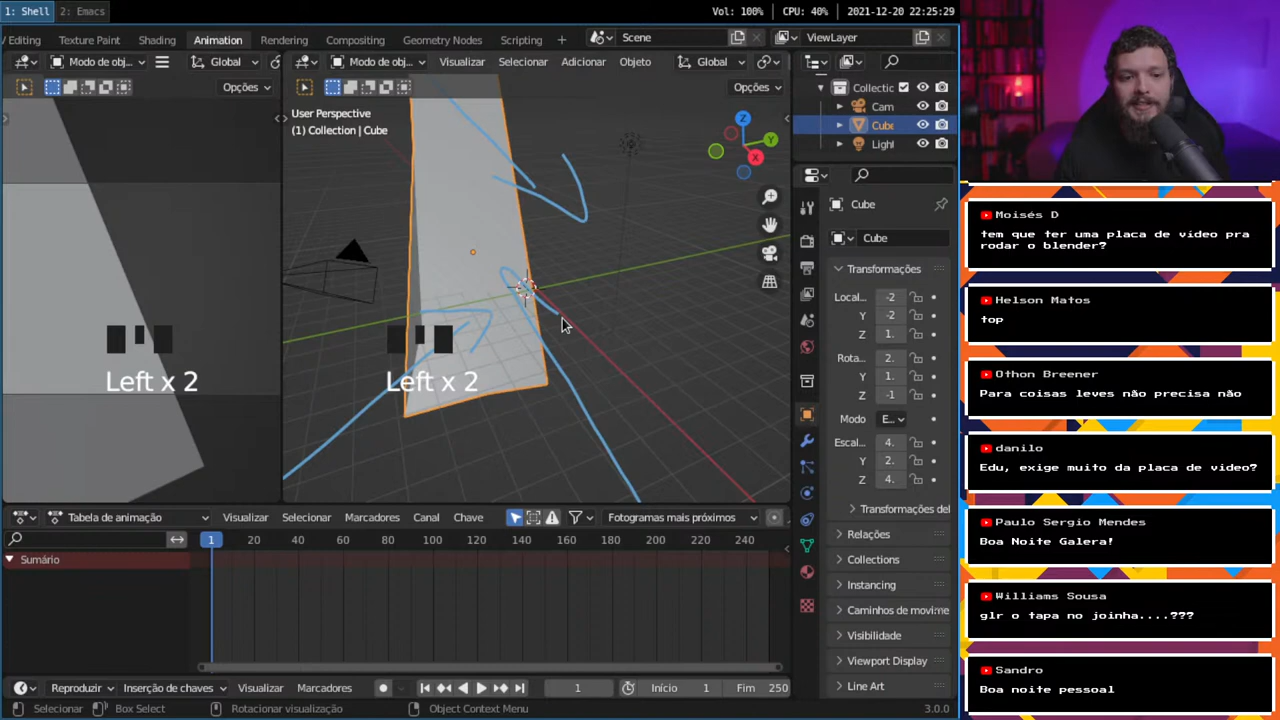 1: Shell
2: Emacs
Vol: 100%
CPU: 40%
2021-12-20 22:25:29
Editing
Texture Paint
Shading
Animation
Rendering
Compositing
Geometry Nodes
Scripting
Scene
ViewLayer
Modo de obj...
Global
Modo de obj...
Visualizar
Selecionar
Adicionar
Objeto
Global
Opções
Opções
User Perspective
(1) Collection | Cube
Z
Y
X
Left x 2
Left x 2
Collectic
Cam
Cube
Light
Cube
Cube
Transformações
Local...
-2
Y
-2
Z
1.
Rota...
2.
Y
1.
Z
-1
Modo
E...
Escal...
4.
Y
2.
Z
4.
Transformações del
Relações
Collections
Instancing
Caminhos de movime
Visibilidade
Viewport Display
Line Art
Tabela de animação
Visualizar
Selecionar
Marcadores
Canal
Chave
Fotogramas mais próximos
1
20
40
60
80
100
120
140
160
180
200
220
240
Sumário
Reproduzir
Inserção de chaves
Visualizar
Marcadores
1
Início
1
Fim
250
Selecionar
Box Select
Rotacionar visualização
Object Context Menu
3.0.0
Moisés D
tem que ter uma placa de video pra
rodar o blender?
Helson Matos
top
Othon Breener
Para coisas leves não precisa não
danilo
Edu, exige muito da placa de video?
Paulo Sergio Mendes
Boa Noite Galera!
Williams Sousa
glr o tapa no joinha....???
Sandro
Boa noite pessoal